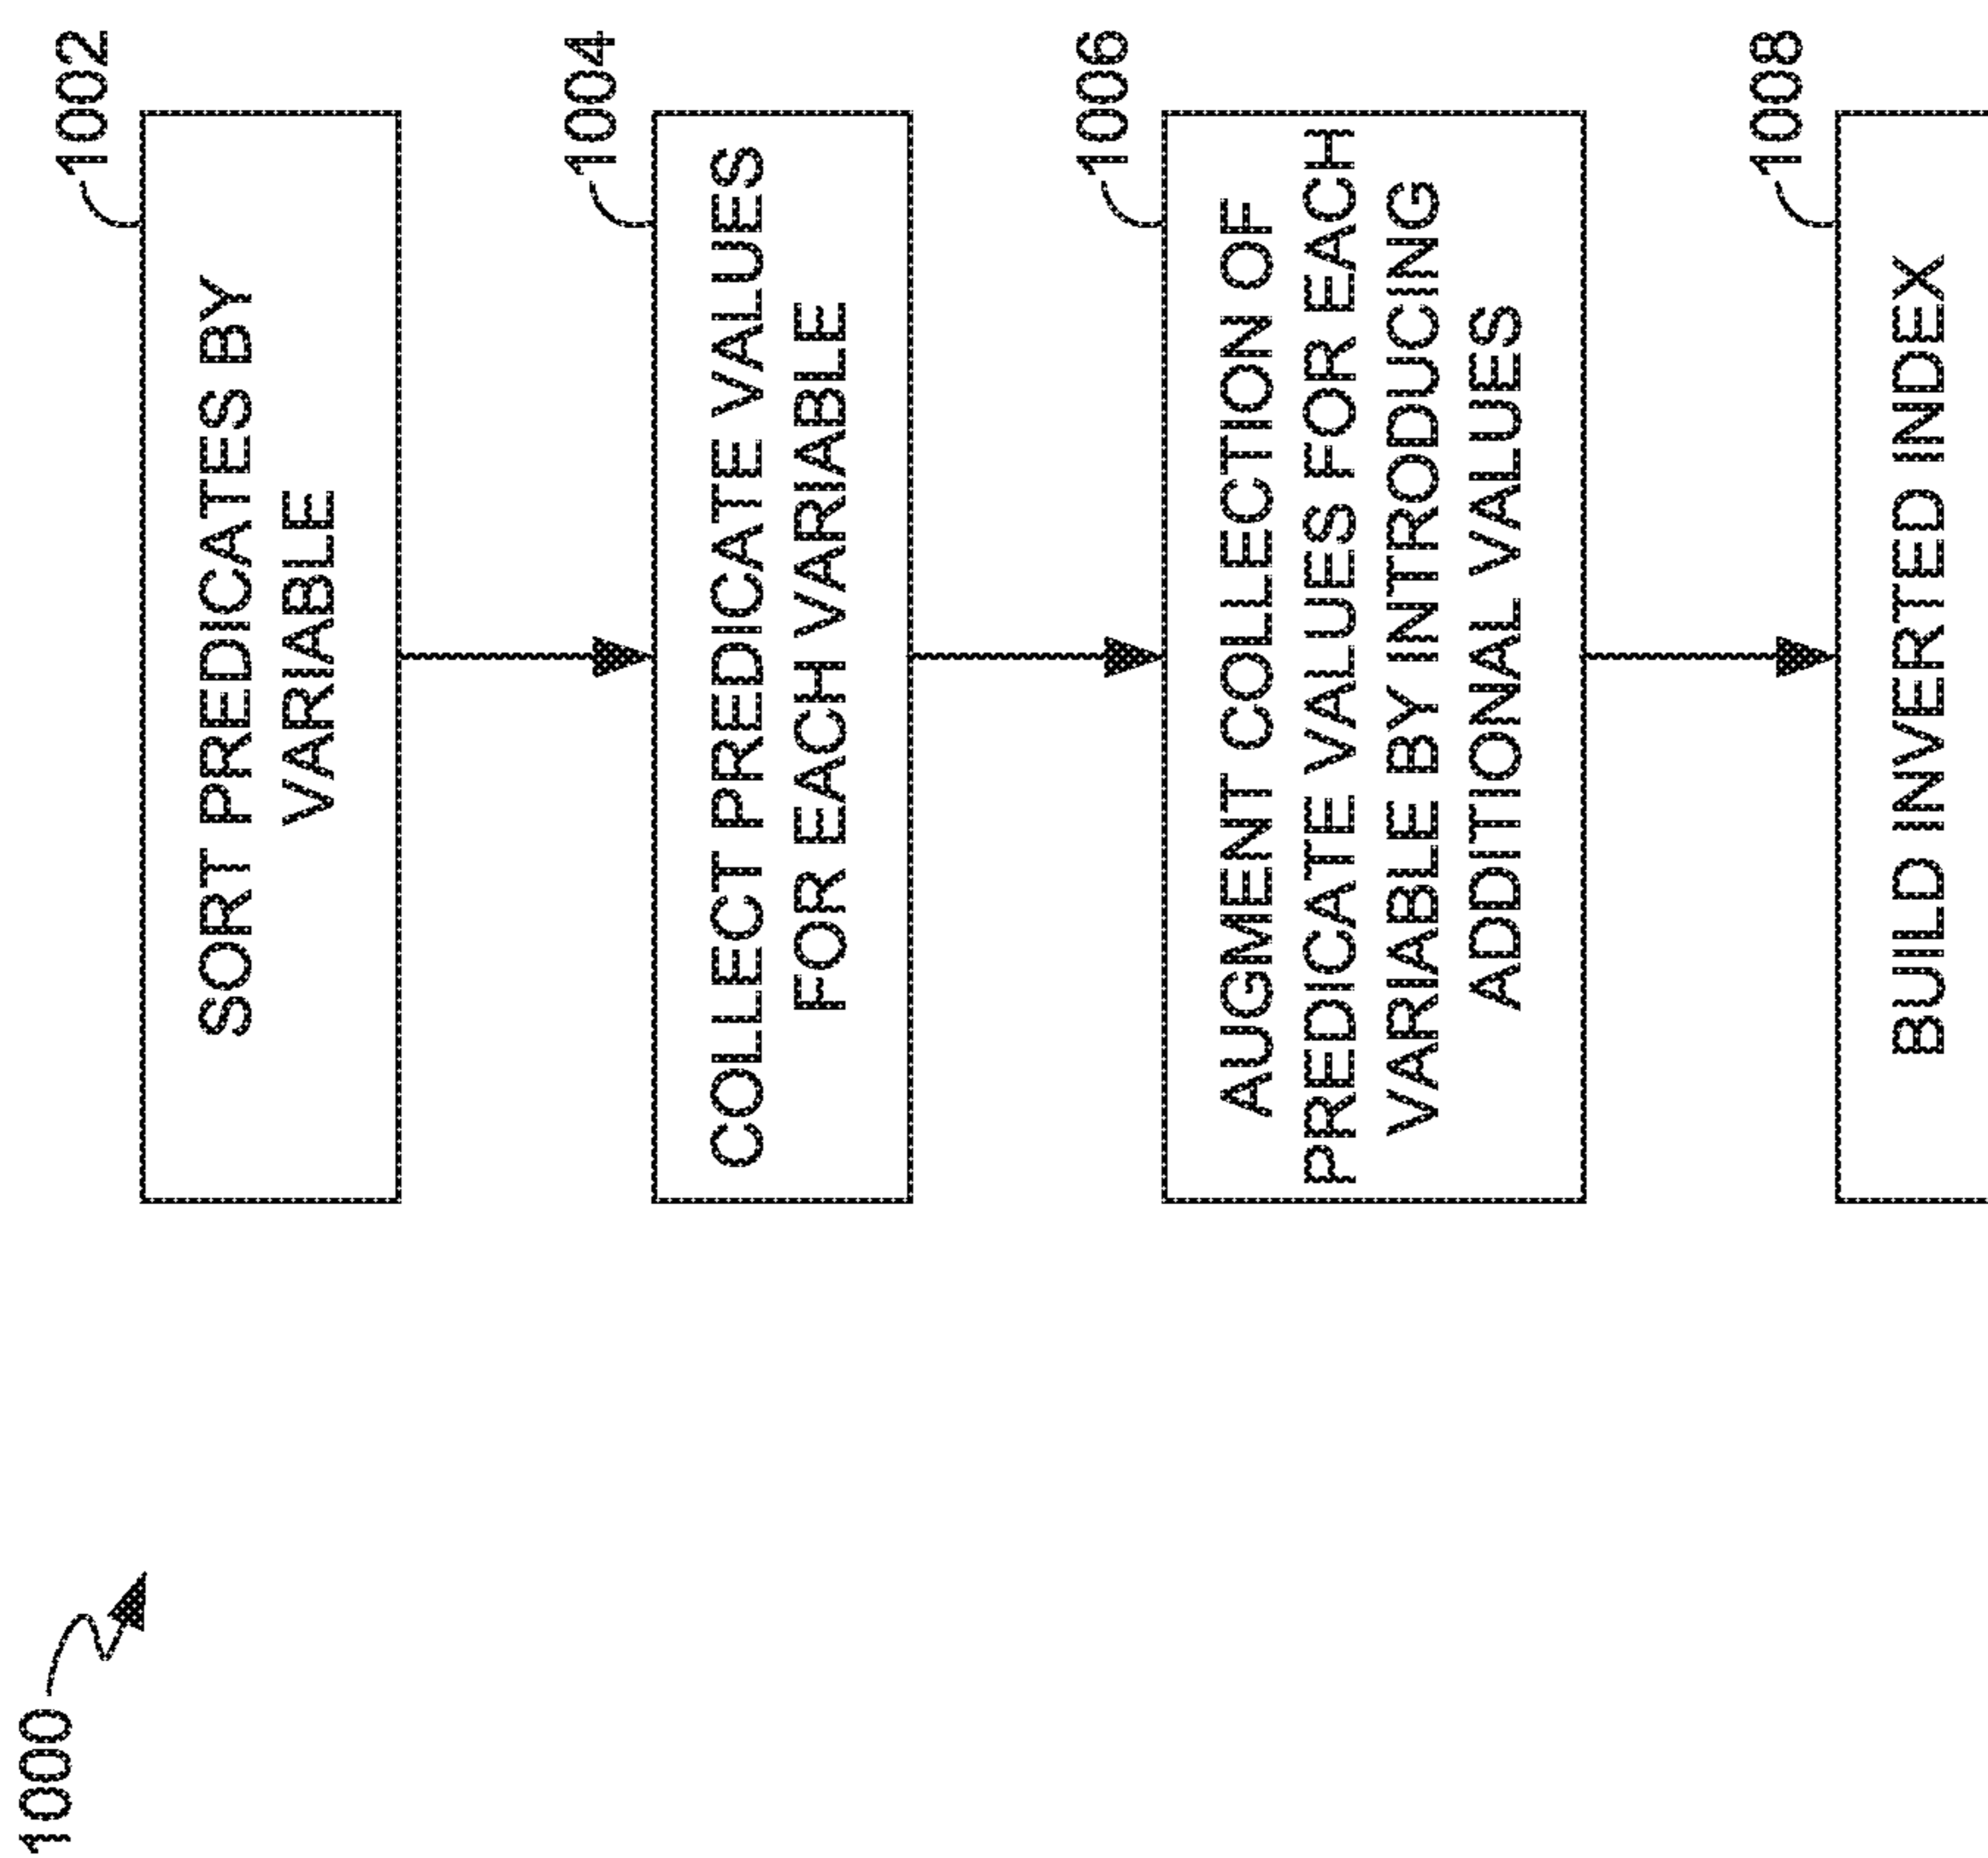 1000
1002
SORT PREDICATES BY
VARIABLE
1004
COLLECT PREDICATE VALUES
FOR EACH VARIABLE
1006
AUGMENT COLLECTION OF
PREDICATE VALUES FOR EACH
VARIABLE BY INTRODUCING
ADDITIONAL VALUES
1008
BUILD INVERTED INDEX